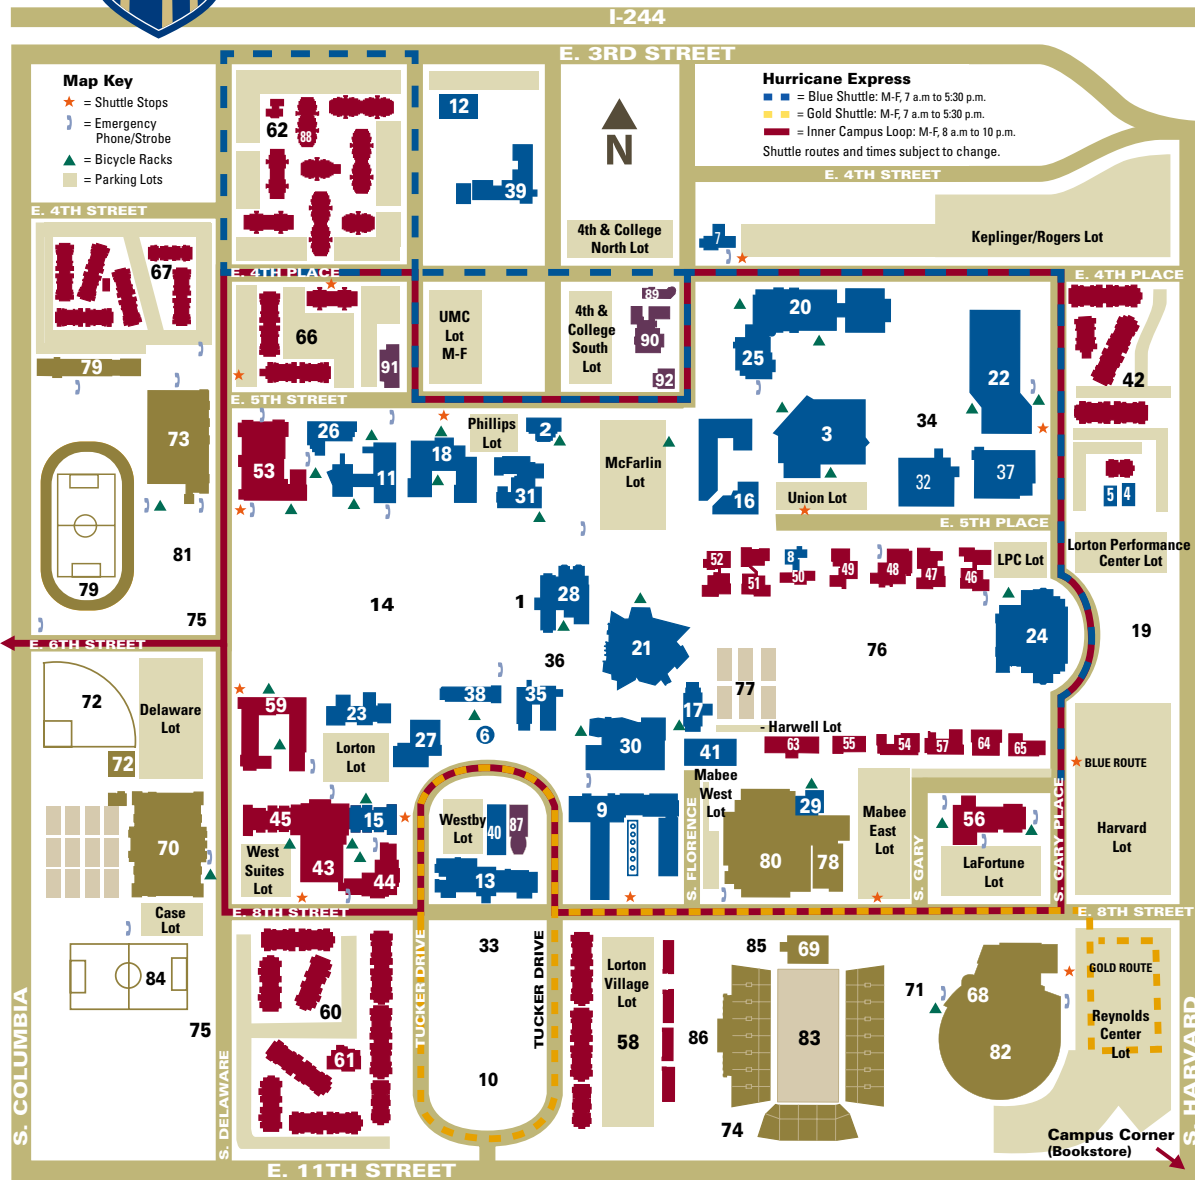 I-244
E. 3RD STREET
Map Key
= Shuttle Stops
= Emergency
Phone/Strobe
= Bicycle Racks
= Parking Lots
Hurricane Express
= Blue Shuttle: M-F, 7 a.m to 5:30 p.m.
= Gold Shuttle: M-F, 7 a.m to 5:30 p.m.
= Inner Campus Loop: M-F, 8 a.m to 10 p.m.
Shuttle routes and times subject to change.
N
62
88
12
39
E. 4TH STREET
E. 4TH STREET
4th & College
North Lot
7
Keplinger/Rogers Lot
67
E. 4TH PLACE
E. 4TH PLACE
66
91
UMC
Lot
M-F
4th &
College
South
Lot
89
90
92
20
25
22
42
79
E. 5TH STREET
73
53
26
11
18
Phillips
Lot
2
31
McFarlin
Lot
16
3
34
32
37
5
4
Union Lot
E. 5TH PLACE
Lorton Performance
Center Lot
LPC Lot
79
81
75
14
1
28
36
21
52
51
8
50
49
48
47
46
24
19
76
77
E. 6TH STREET
72
72
Delaware
Lot
59
23
27
Lorton
Lot
38
6
35
30
17
41
- Harwell Lot
63
55
54
57
64
65
BLUE ROUTE
Mabee
West
Lot
45
43
15
44
West
Suites
Lot
Westby
Lot
40
87
13
9
S. FLORENCE
29
80
78
Mabee
East
Lot
S. GARY
56
LaFortune
Lot
S. GARY PLACE
Harvard
Lot
70
Case
Lot
E. 8TH STREET
E. 8TH STREET
84
75
60
61
TUCKER DRIVE
33
10
TUCKER DRIVE
Lorton
Village
Lot
58
86
85
69
83
74
71
68
82
GOLD ROUTE
Reynolds
Center
Lot
S. COLUMBIA
S. DELAWARE
S. HARVARD
E. 11TH STREET
Campus Corner
(Bookstore)